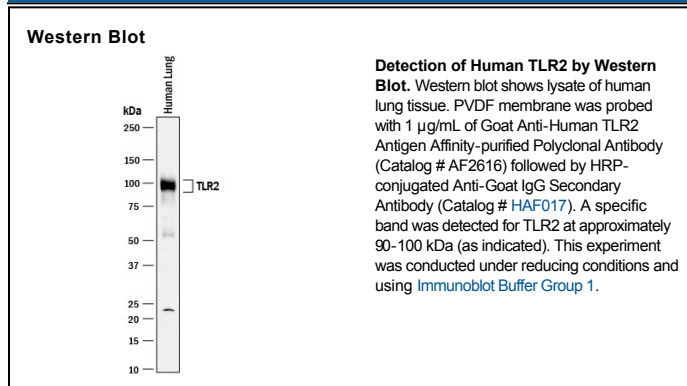 Western Blot
Human Lung
kDa
250
150
100
75
50
37
25
20
15
10
TLR2
Detection of Human TLR2 by Western
Blot. Western blot shows lysate of human
lung tissue. PVDF membrane was probed
with 1 µg/mL of Goat Anti-Human TLR2
Antigen Affinity-purified Polyclonal Antibody
(Catalog # AF2616) followed by HRP-
conjugated Anti-Goat IgG Secondary
Antibody (Catalog # HAF017). A specific
band was detected for TLR2 at approximately
90-100 kDa (as indicated). This experiment
was conducted under reducing conditions and
using Immunoblot Buffer Group 1.